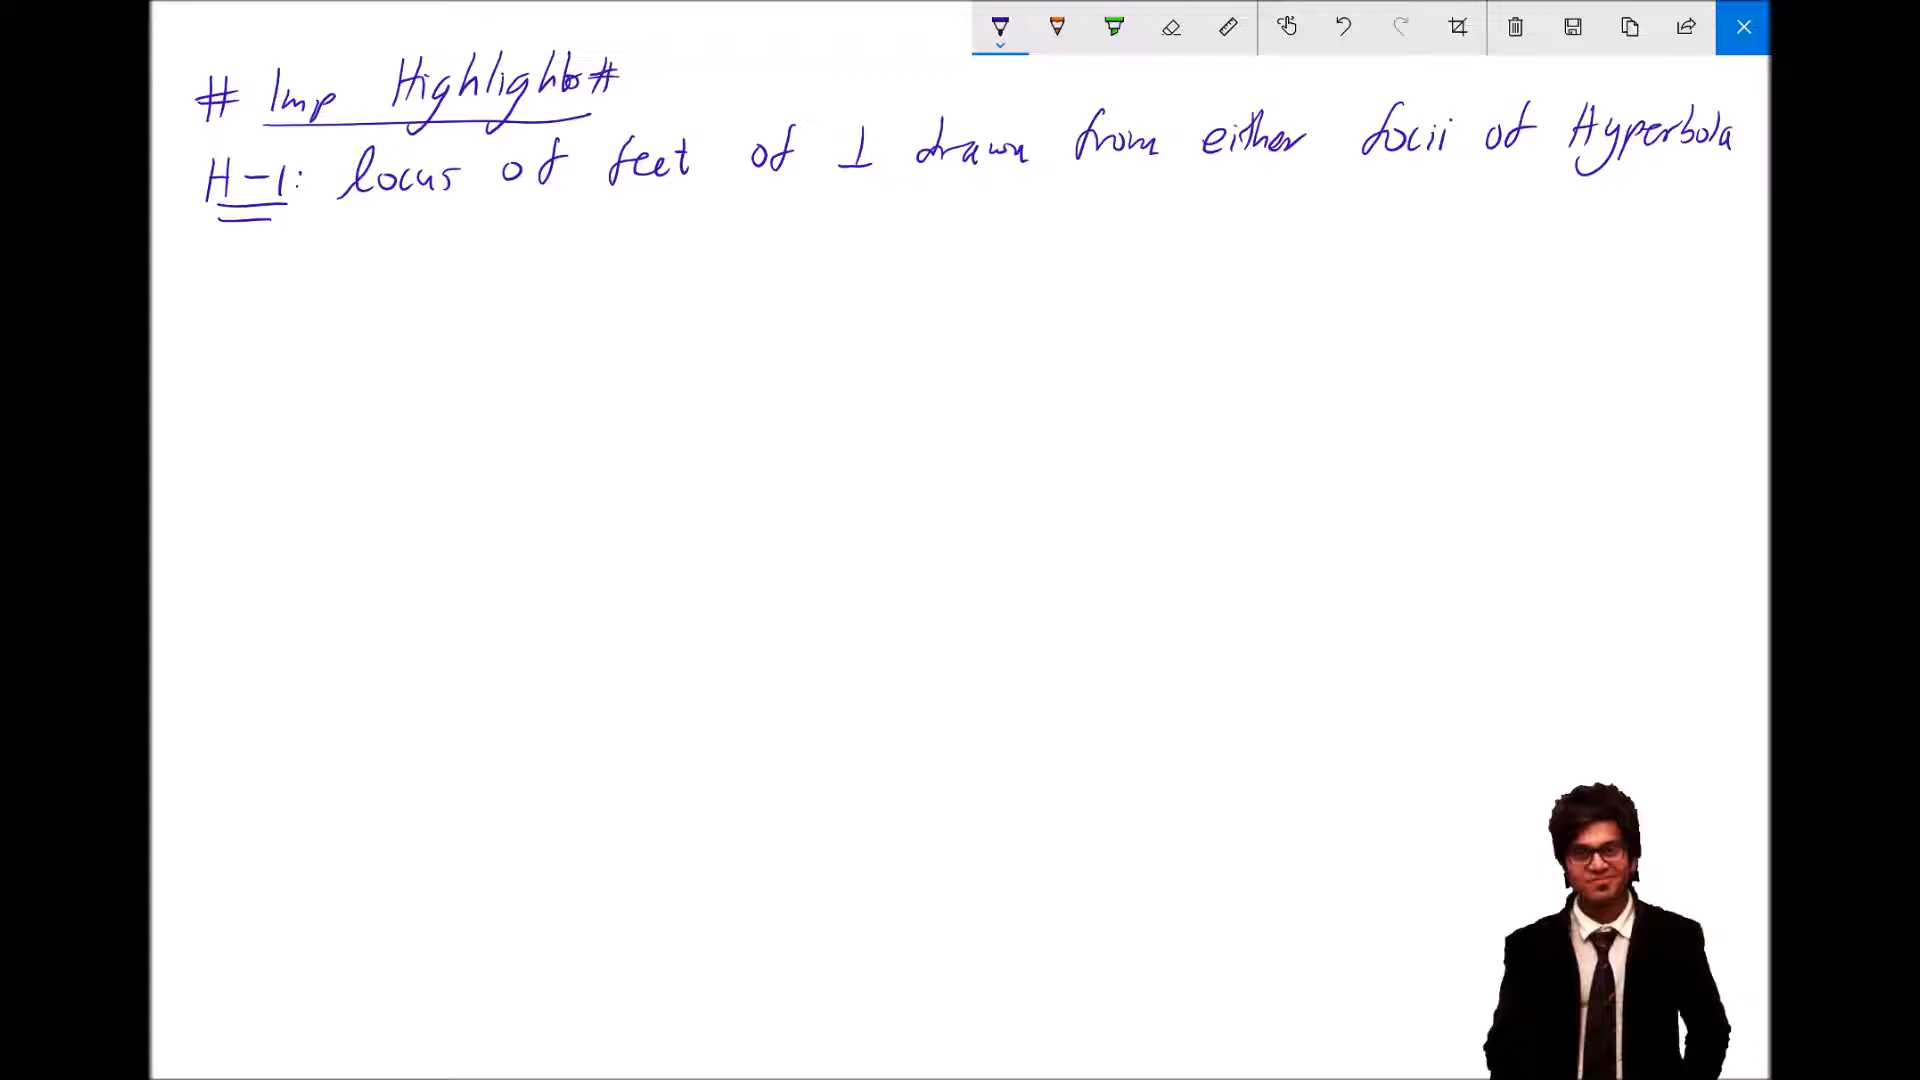 # Imp Highlights #
H-1: locus of feet of ⊥ drawn from either focii of Hyperbola